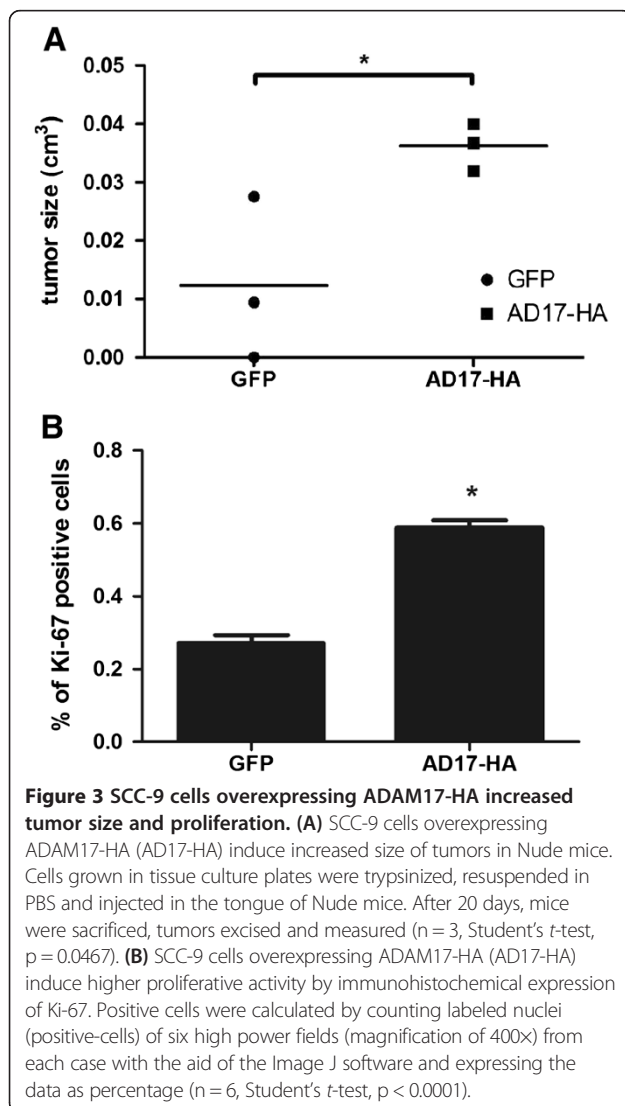 A
*
0.05
0.04
0.03
0.02
0.01
0.00
tumor size (cm³)
GFP
AD17-HA
GFP
AD17-HA
B
0.8
0.6
0.4
0.2
0.0
% of Ki-67 positive cells
*
GFP
AD17-HA
Figure 3 SCC-9 cells overexpressing ADAM17-HA increased
tumor size and proliferation. (A) SCC-9 cells overexpressing
ADAM17-HA (AD17-HA) induce increased size of tumors in Nude mice.
Cells grown in tissue culture plates were trypsinized, resuspended in
PBS and injected in the tongue of Nude mice. After 20 days, mice
were sacrificed, tumors excised and measured (n = 3, Student's t-test,
p = 0.0467). (B) SCC-9 cells overexpressing ADAM17-HA (AD17-HA)
induce higher proliferative activity by immunohistochemical expression
of Ki-67. Positive cells were calculated by counting labeled nuclei
(positive-cells) of six high power fields (magnification of 400×) from
each case with the aid of the Image J software and expressing the
data as percentage (n = 6, Student's t-test, p < 0.0001).